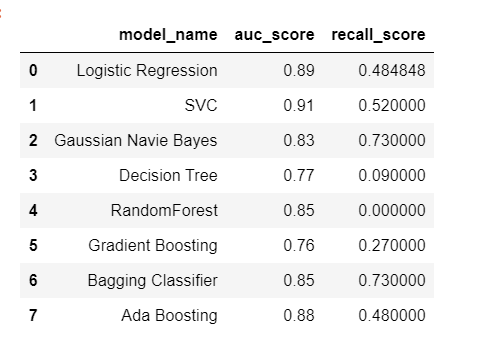 model_name auc_score recall_score
0 Logistic Regression 0.89 0.484848
1 SVC 0.91 0.520000
2 Gaussian Navie Bayes 0.83 0.730000
3 Decision Tree 0.77 0.090000
4 RandomForest 0.85 0.000000
5 Gradient Boosting 0.76 0.270000
6 Bagging Classifier 0.85 0.730000
7 Ada Boosting 0.88 0.480000